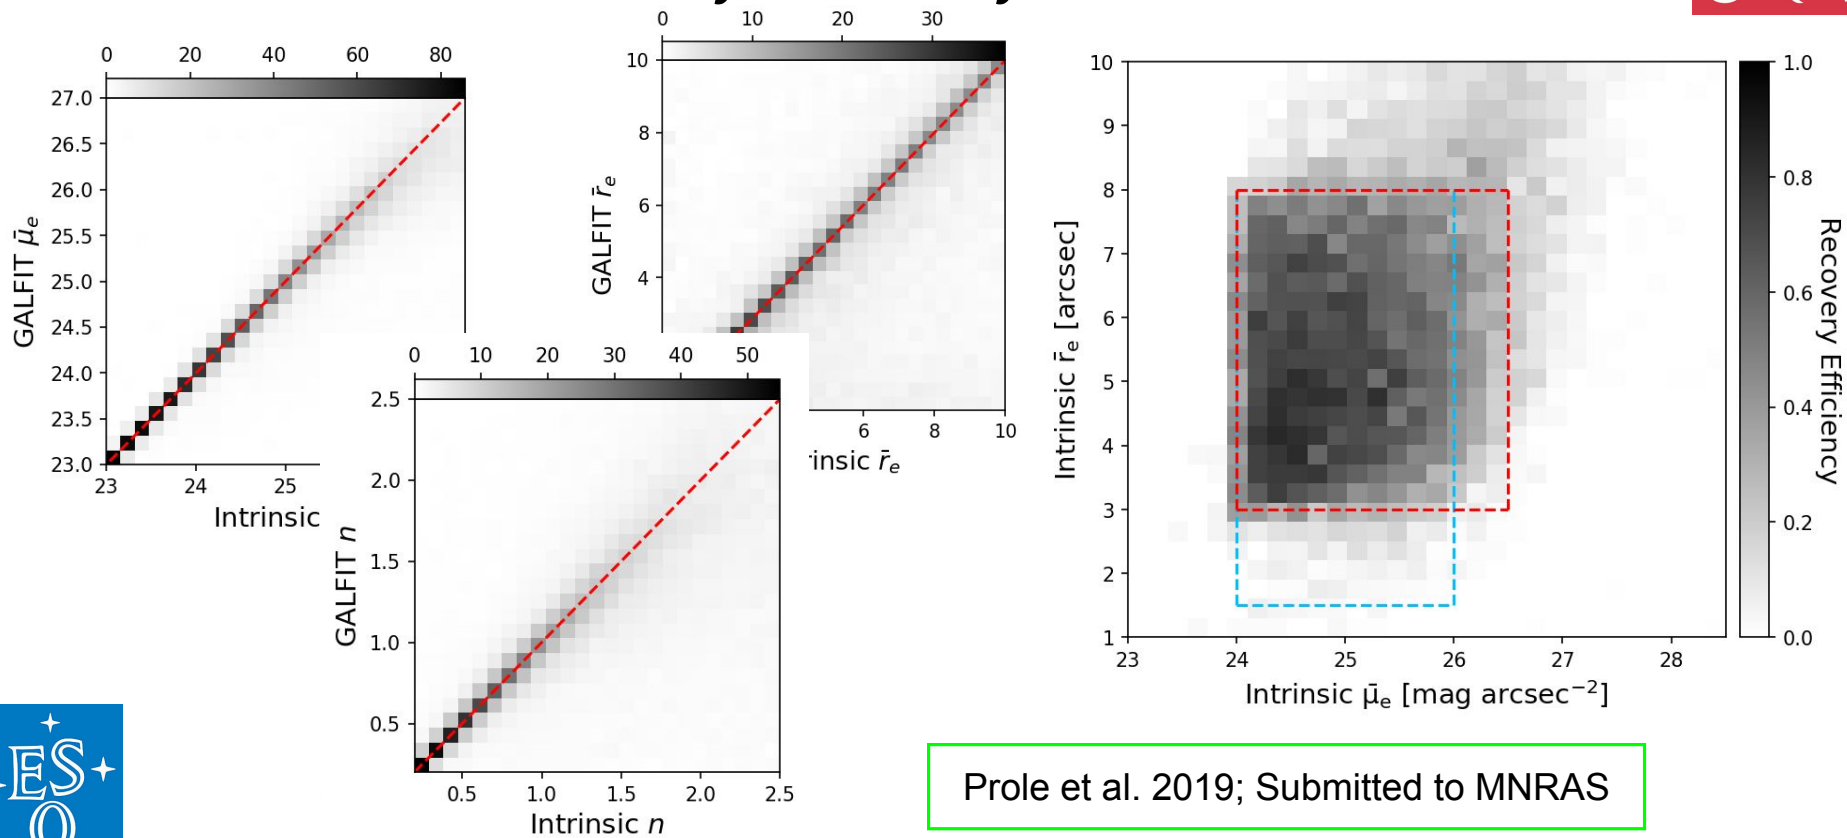 0 20 40 60 80
27.0
26.5
26.0
25.5
25.0
24.5
24.0
23.5
23.0
GALFIT μ̄e
23 24 25
Intrinsic
0 10 20 30
10
8
6
4
GALFIT r̄e
6 8 10
rinsic r̄e
0 10 20 30 40 50
2.5
2.0
1.5
1.0
0.5
GALFIT n
0.5 1.0 1.5 2.0 2.5
Intrinsic n
10
9
8
7
6
5
4
3
2
1
Intrinsic r̄e [arcsec]
23 24 25 26 27 28
Intrinsic μ̄e [mag arcsec−2]
1.0
0.8
0.6
0.4
0.2
0.0
Recovery Efficiency
ESO
Prole et al. 2019; Submitted to MNRAS